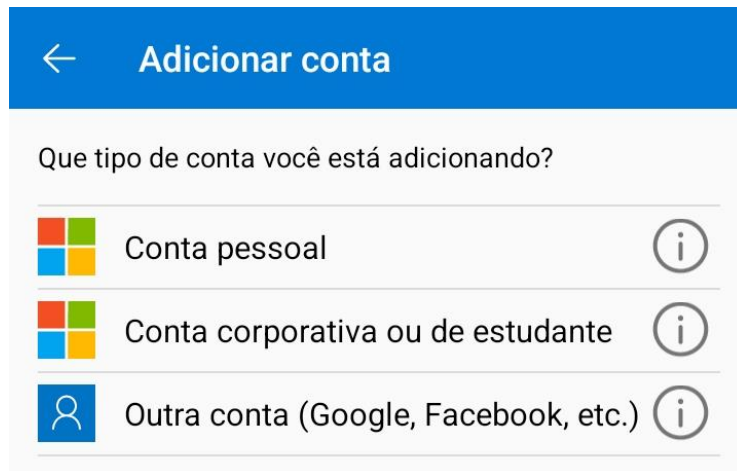 Adicionar conta
Que tipo de conta você está adicionando?
Conta pessoal
Conta corporativa ou de estudante
Outra conta (Google, Facebook, etc.)